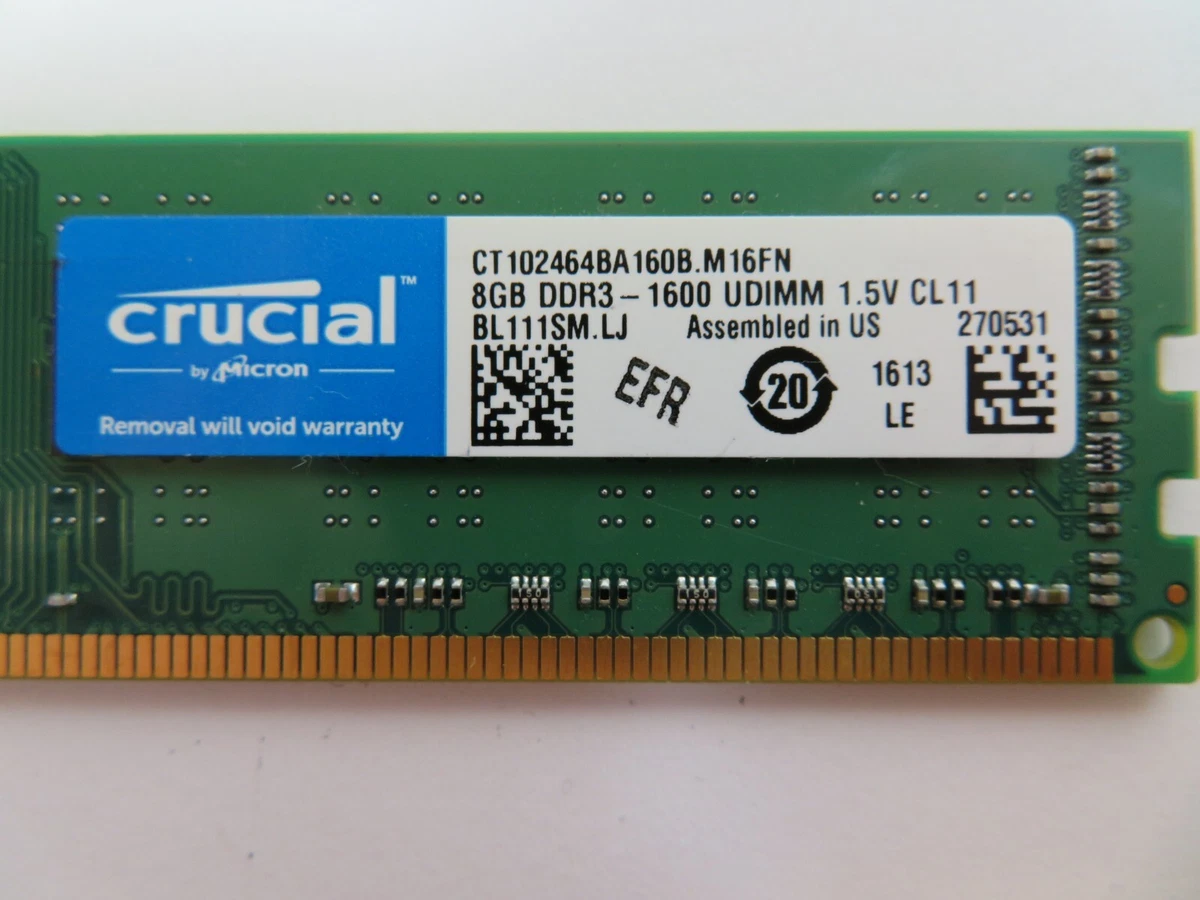 crucial™
by Micron
Removal will void warranty
CT102464BA160B.M16FN
8GB DDR3-1600 UDIMM 1.5V CL11
BL111SM.LJ Assembled in US 270531
EFR 20 1613
LE
150